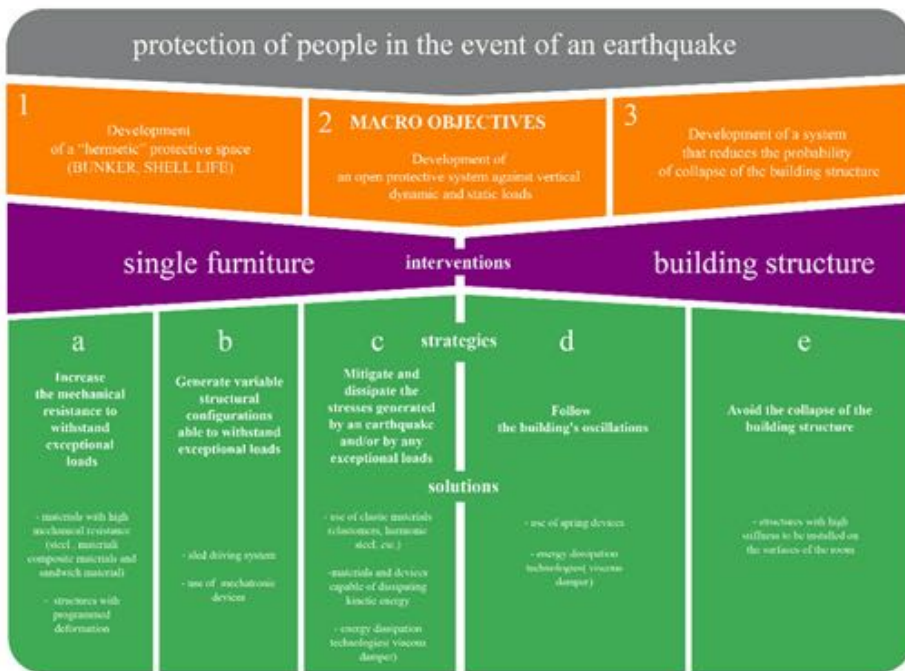 protection of people in the event of an earthquake
1
Development
of a "hermetic" protective space
(BUNKER, SHELL LIFE)
2
MACRO OBJECTIVES
Development of
an open protective system against vertical
dynamic and static loads
3
Development of a system
that reduces the probability
of collapse of the building structure
single furniture
interventions
building structure
strategies
a
Increase
the mechanical
resistance to
withstand
exceptional
loads
b
Generate variable
structural
configurations
able to withstand
exceptional loads
c
Mitigate and
dissipate the
stresses generated
by an earthquake
and/or by any
exceptional loads
d
Follow
the building's oscillations
e
Avoid the collapse of the
building structure
solutions
- materials with high
mechanical resistance
(steel , materiali
composite materials and
sandwich material)
- structures with
programmed
deformation
- sled driving system
- use of mechatronic
devices
- use of elastic materials
harmonic
steel, etc.)
-materials and devices
capable of dissipating
kinetic energy
- energy dissipation
technologies( viscous
damper)
- use of spring devices
- energy dissipation
technologies( viscous
damper)
- structures with high
stiffness to be installed on
the surfaces of the room